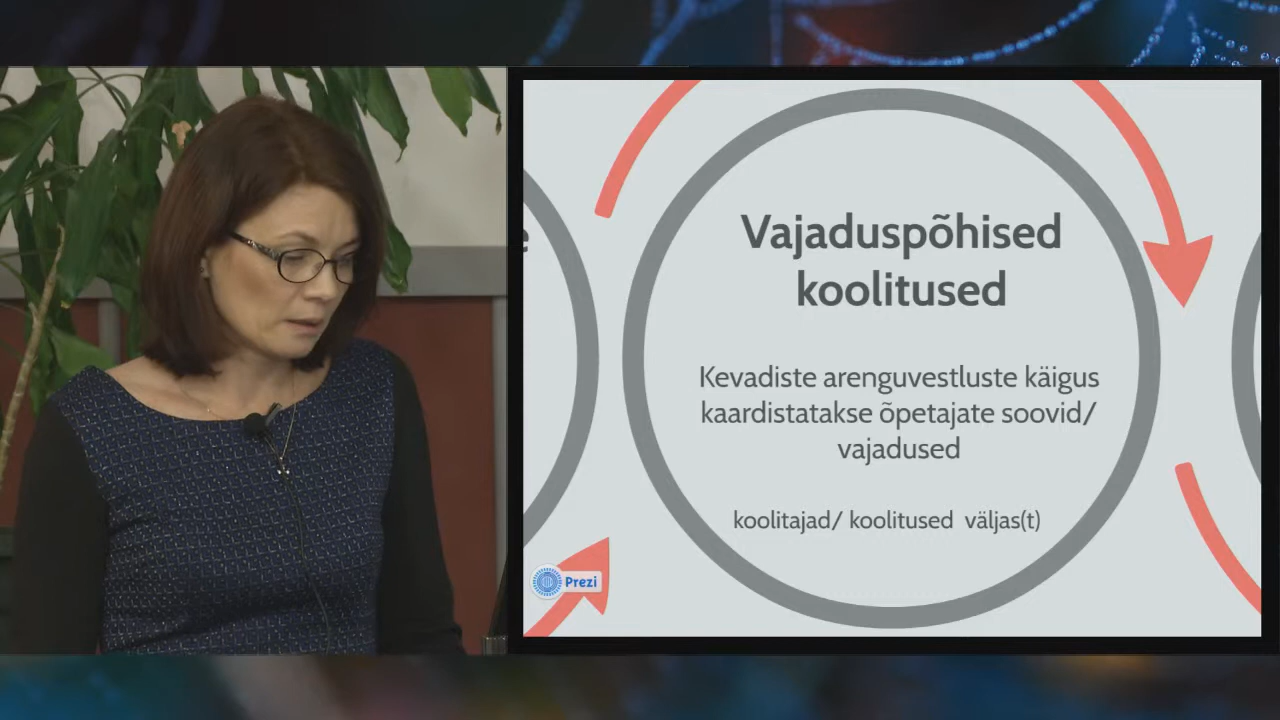 Vajaduspõhised
koolitused
Kevadiste arenguvestluste käigus
kaardistatakse õpetajate soovid/
vajadused
koolitajad/ koolitused väljas(t)
Prezi